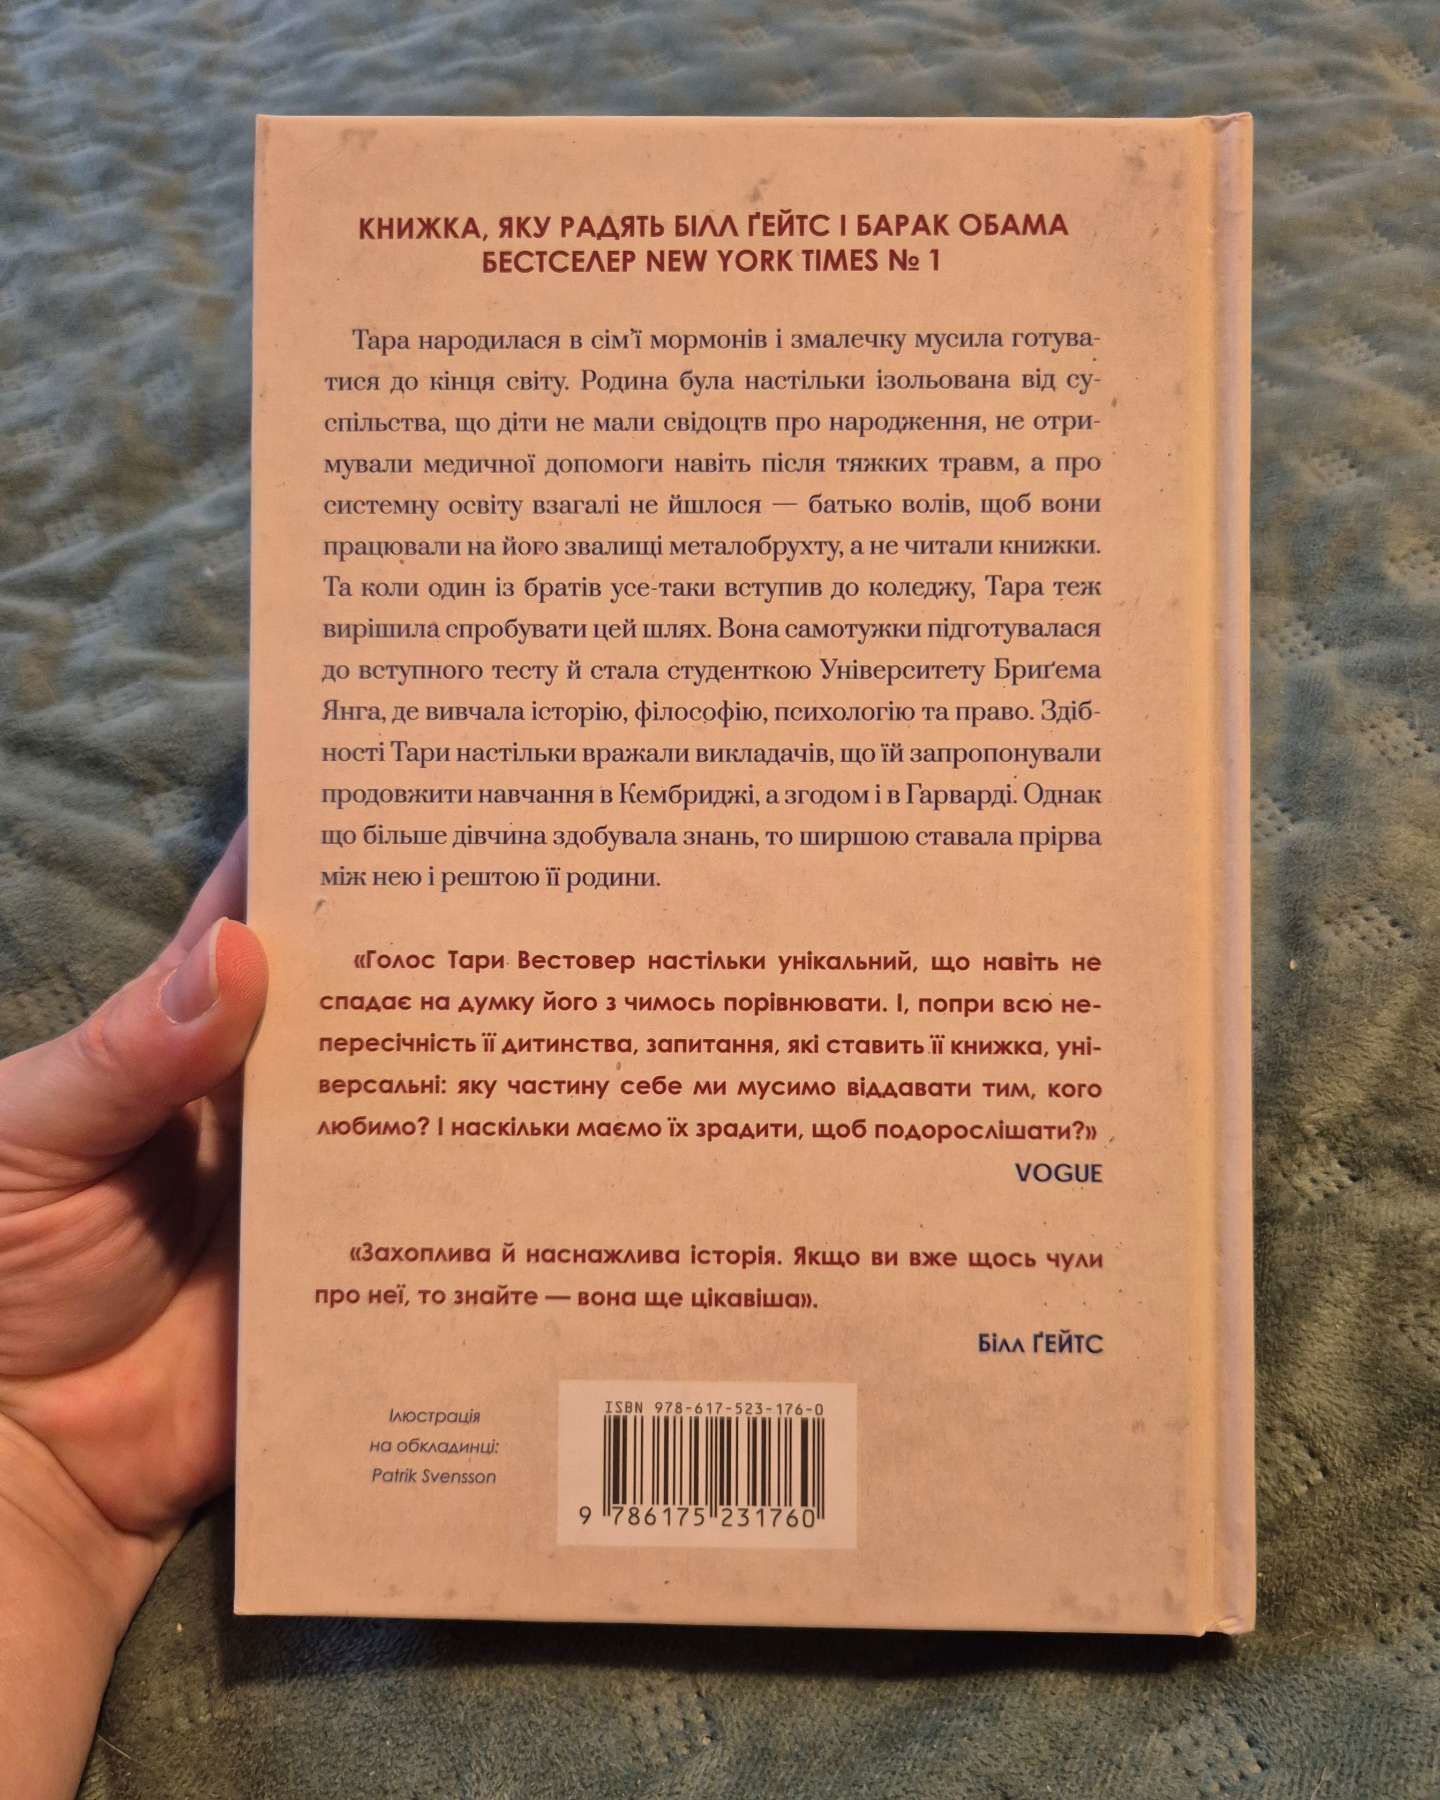 КНИЖКА, ЯКУ РАДЯТЬ БІЛЛ ҐЕЙТС І БАРАК ОБАМА
БЕСТСЕЛЕР NEW YORK TIMES № 1
Тара народилася в сім’ї мормонів і змалечку мусила готува-
тися до кінця світу. Родина була настільки ізольована від су-
спільства, що діти не мали свідоцтв про народження, не отри-
мували медичної допомоги навіть після тяжких травм, а про
системну освіту взагалі не йшлося — батько волів, щоб вони
працювали на його звалищі металобрухту, а не читали книжки.
Та коли один із братів усе-таки вступив до коледжу, Тара теж
вирішила спробувати цей шлях. Вона самотужки підготувалася
до вступного тесту й стала студенткою Університету Бриґема
Янга, де вивчала історію, філософію, психологію та право. Здіб-
ності Тари настільки вражали викладачів, що їй запропонували
продовжити навчання в Кембриджі, а згодом і в Гарварді. Однак
що більше дівчина здобувала знань, то ширшою ставала прірва
між нею і рештою її родини.
«Голос Тари Вестовер настільки унікальний, що навіть не
спадає на думку його з чимось порівнювати. І, попри всю не-
пересічність її дитинства, запитання, які ставить її книжка, уні-
версальні: яку частину себе ми мусимо віддавати тим, кого
любимо? І наскільки маємо їх зрадити, щоб подорослішати?»
VOGUE
«Захоплива й наснажлива історія. Якщо ви вже щось чули
про неї, то знайте — вона ще цікавіша».
Білл ҐЕЙТС
Ілюстрація
на обкладинці:
Patrik Svensson
ISBN 978-617-523-176-0
9 786175 231760